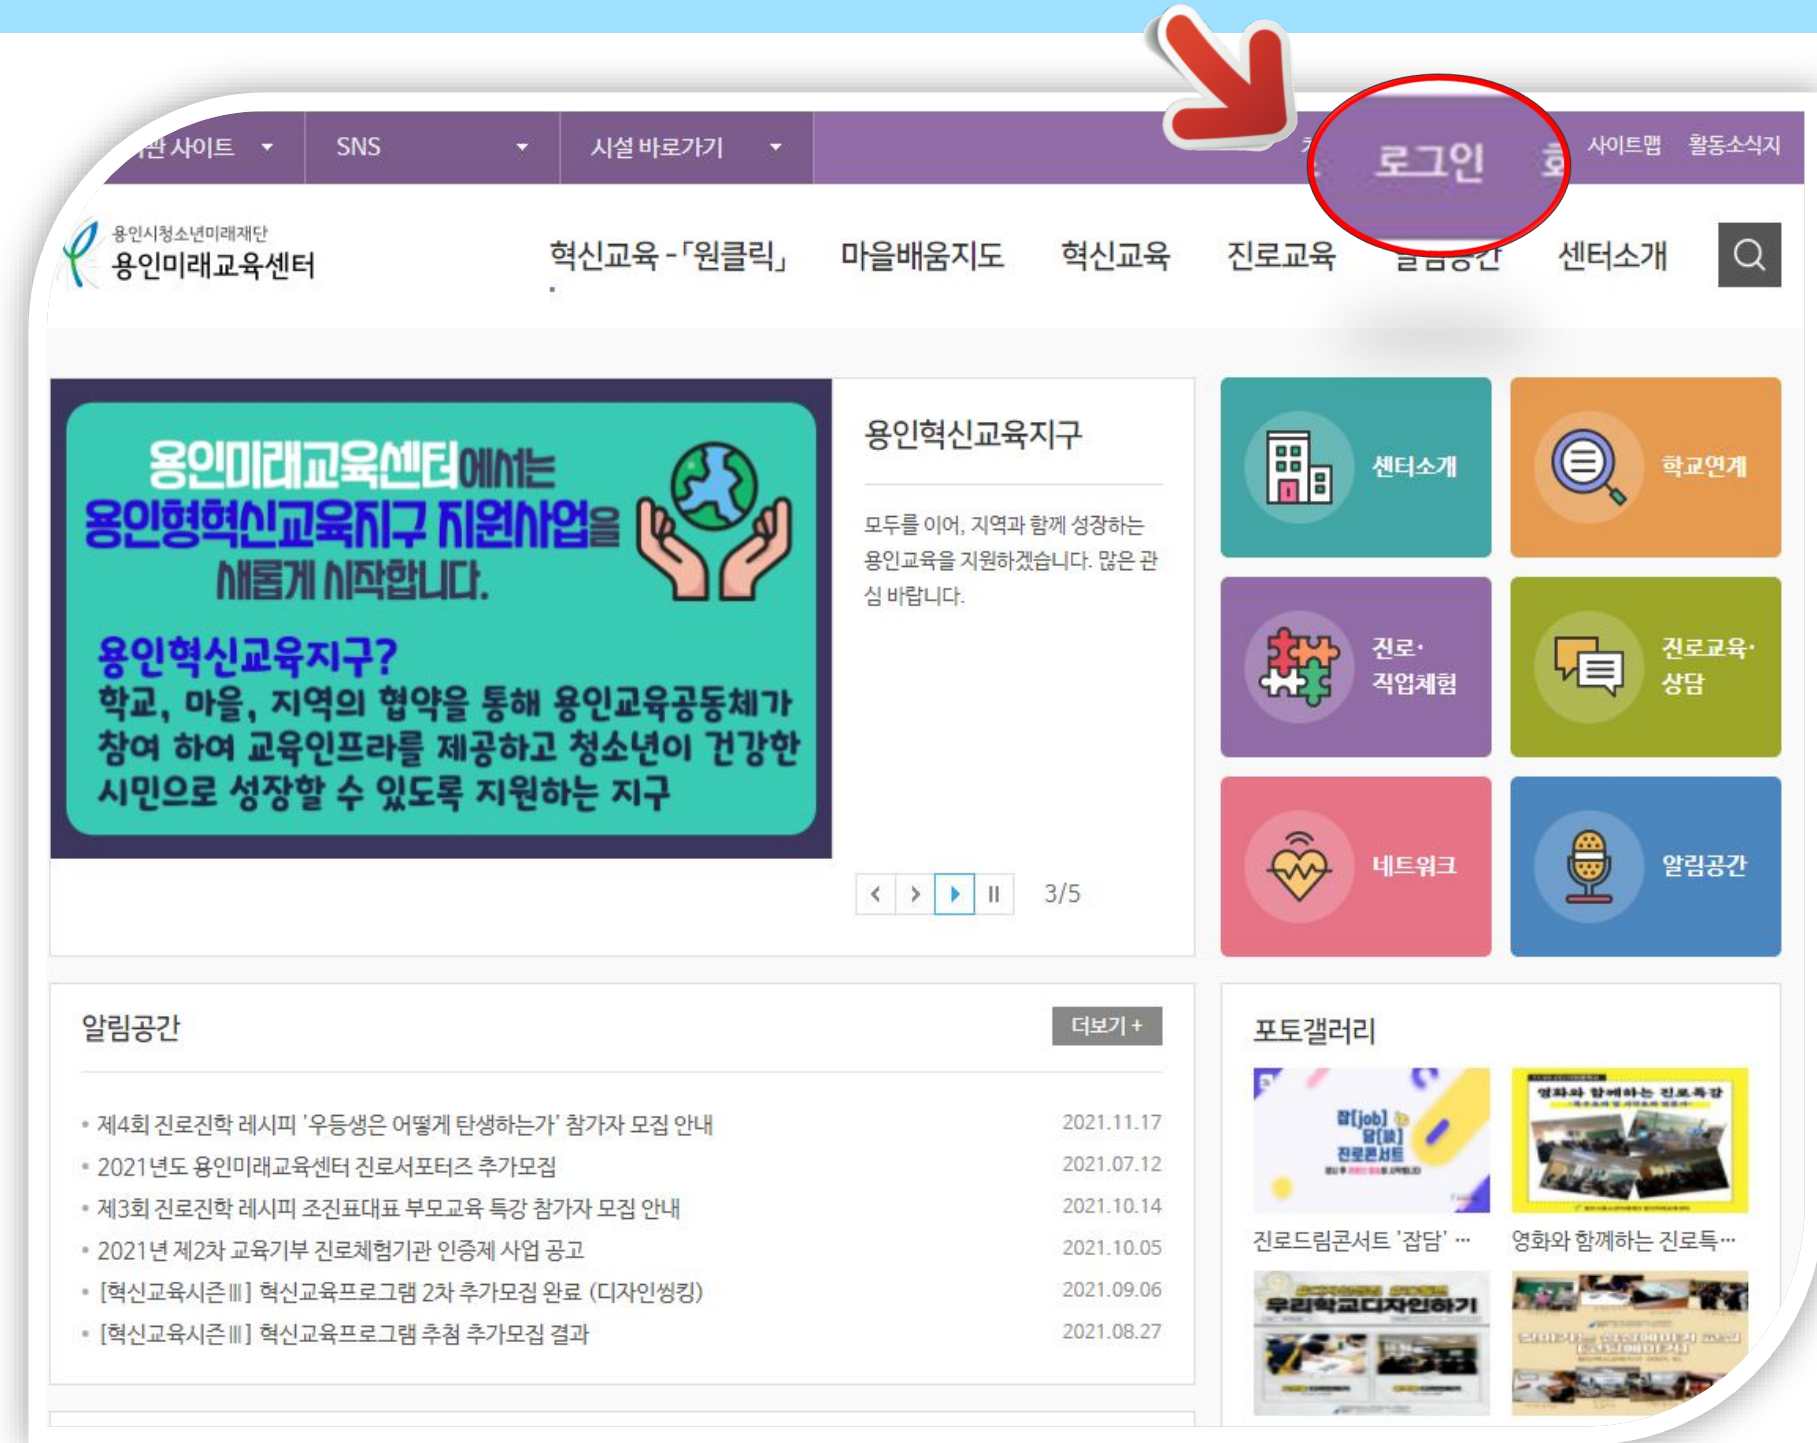 사이트
SNS
시설 바로가기
로그인
사이트맵
활동소식지
용인시청소년미래재단
용인미래교육센터
혁신교육 -「원클릭」
마을배움지도
혁신교육
진로교육
알림공간
센터소개
용인미래교육센터에서는
용인형혁신교육지구 지원사업을
새롭게 시작합니다.
용인혁신교육지구?
학교, 마을, 지역의 협약을 통해 용인교육공동체가
참여 하여 교육인프라를 제공하고 청소년이 건강한
시민으로 성장할 수 있도록 지원하는 지구
용인혁신교육지구
모두를 이어, 지역과 함께 성장하는
용인교육을 지원하겠습니다. 많은 관
심 바랍니다.
3/5
센터소개
학교연계
진로·
직업체험
진로교육·
상담
네트워크
알림공간
알림공간
더보기 +
제4회 진로진학 레시피 '우등생은 어떻게 탄생하는가' 참가자 모집 안내 2021.11.17
2021년도 용인미래교육센터 진로서포터즈 추가모집 2021.07.12
제3회 진로진학 레시피 조진표대표 부모교육 특강 참가자 모집 안내 2021.10.14
2021년 제2차 교육기부 진로체험기관 인증제 사업 공고 2021.10.05
[혁신교육시즌Ⅲ] 혁신교육프로그램 2차 추가모집 완료 (디자인씽킹) 2021.09.06
[혁신교육시즌Ⅲ] 혁신교육프로그램 추첨 추가모집 결과 2021.08.27
포토갤러리
잡[job]
담[談]
진로콘서트
영화와 함께하는 진로특강
진로드림콘서트 '잡담' ···
영화와 함께하는 진로특···
우리학교디자인하기